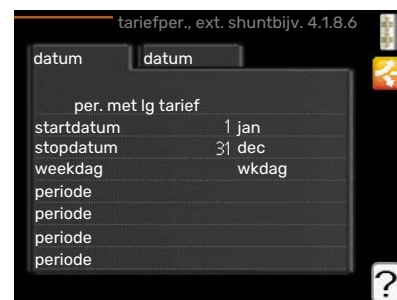 tariefper., ext. shuntbijv. 4.1.8.6
datum datum
per. met lg tarief
startdatum 1 jan
stopdatum 31 dec
weekdag wkdag
periode
periode
periode
periode
?